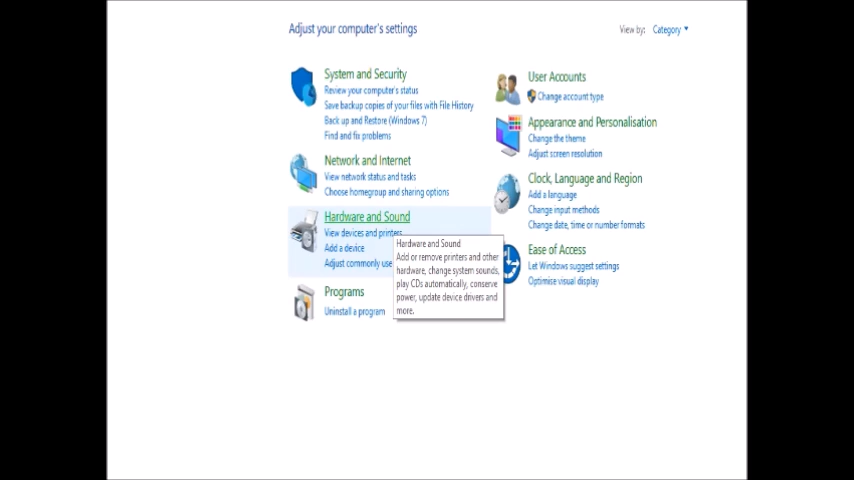 Adjust your computer's settings
View by: Category
System and Security
Review your computer's status
Save backup copies of your files with File History
Back up and Restore (Windows 7)
Find and fix problems
Network and Internet
View network status and tasks
Choose homegroup and sharing options
Hardware and Sound
View devices and printers
Add a device
Adjust commonly use
Programs
Uninstall a program
Hardware and Sound
Add or remove printers and other
hardware, change system sounds,
play CDs automatically, conserve
power, update device drivers and
more.
User Accounts
Change account type
Appearance and Personalisation
Change the theme
Adjust screen resolution
Clock, Language and Region
Add a language
Change input methods
Change date, time or number formats
Ease of Access
Let Windows suggest settings
Optimise visual display